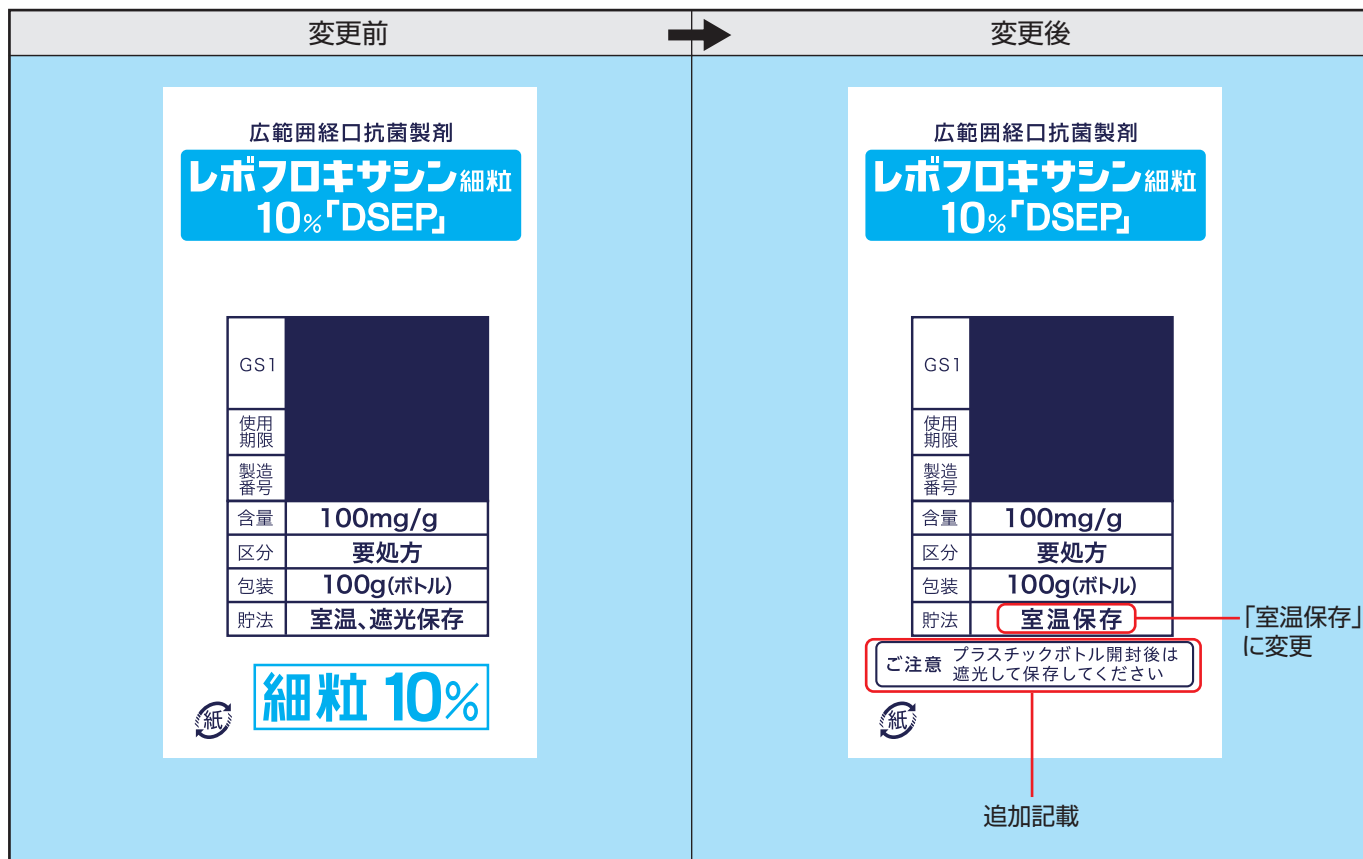 変更前
変更後
広範囲経口抗菌製剤
レボフロキサシン細粒
10%「DSEP」
GS1
使用
期限
製造
番号
含量 100mg/g
区分 要処方
包装 100g(ボトル)
貯法 室温、遮光保存
細粒 10%
紙
広範囲経口抗菌製剤
レボフロキサシン細粒
10%「DSEP」
GS1
使用
期限
製造
番号
含量 100mg/g
区分 要処方
包装 100g(ボトル)
貯法 室温保存
「室温保存」
に変更
ご注意 プラスチックボトル開封後は
遮光して保存してください
紙
追加記載